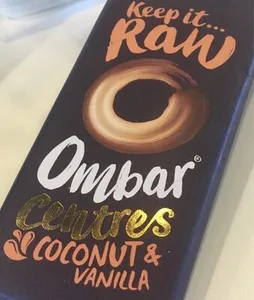 Keep it...
Raw
Ombar®
Centres
COCONUT &
VANILLA